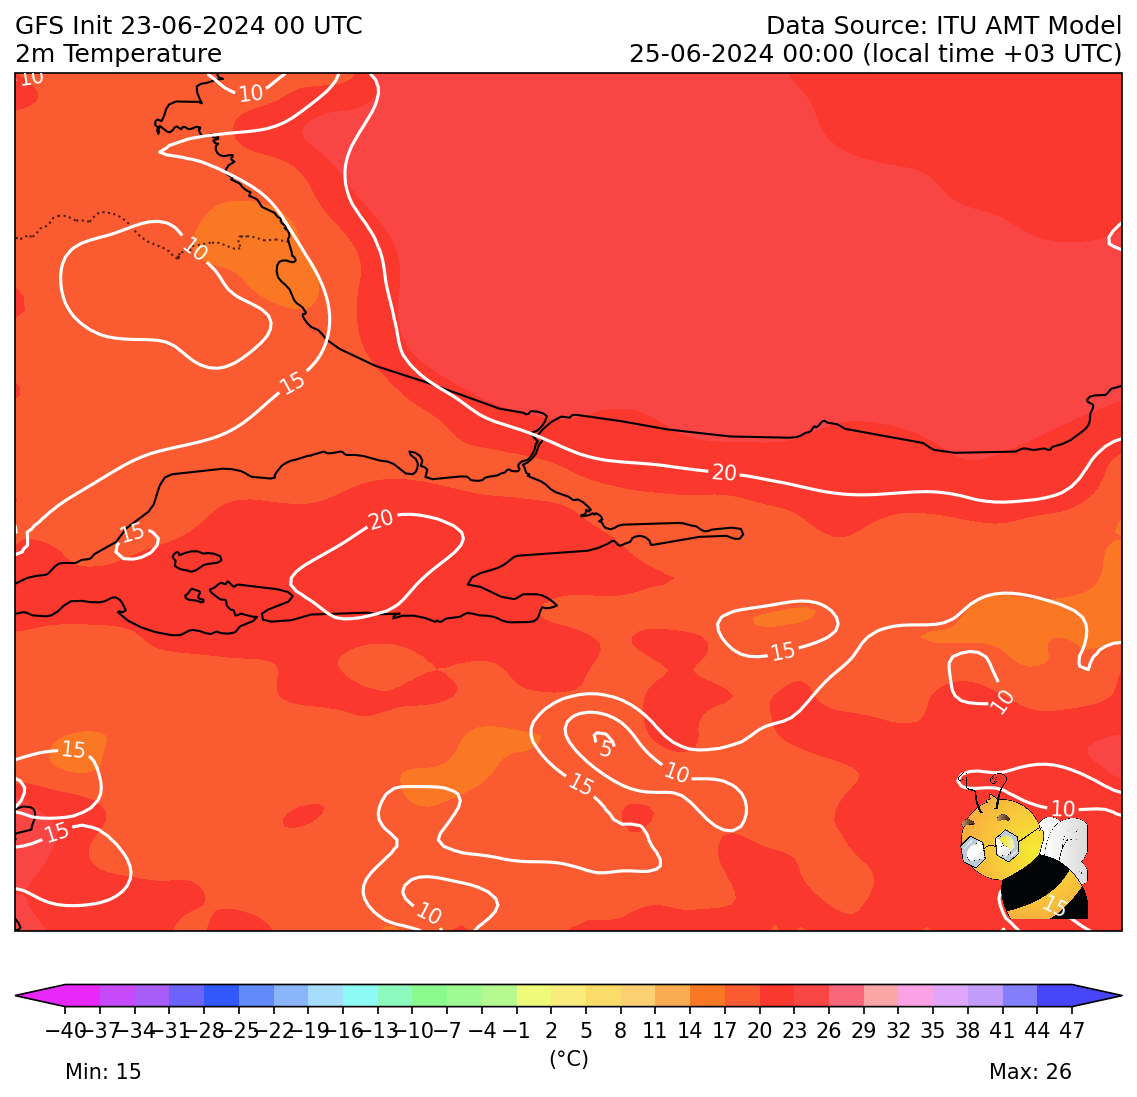 GFS Init 23-06-2024 00 UTC
Data Source: ITU AMT Model
2m Temperature
25-06-2024 00:00 (local time +03 UTC)
10
10
10
15
20
15
20
15
10
15
5
10
15
10
15
10
15
−40 −37 −34 −31 −28 −25 −22 −19 −16 −13 −10 −7 −4 −1 2 5 8 11 14 17 20 23 26 29 32 35 38 41 44 47
(°C)
Min: 15
Max: 26